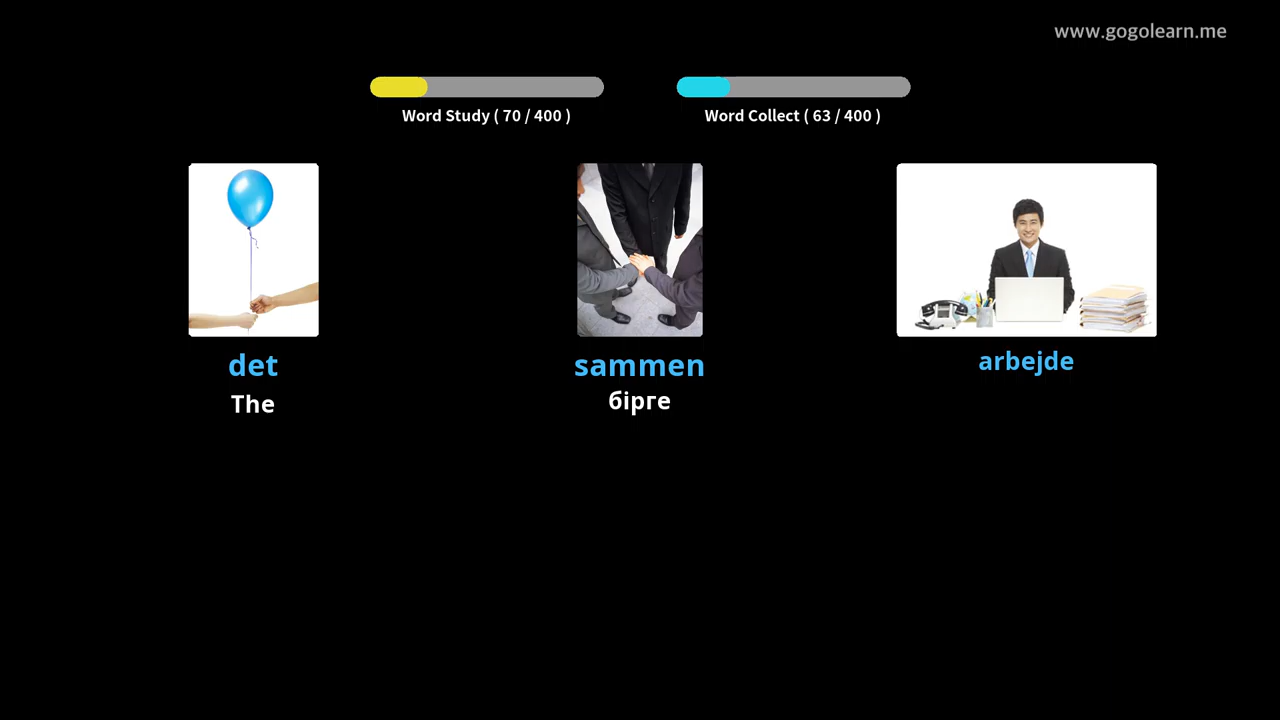 www.gogolearn.me
Word Study ( 70 / 400 )
Word Collect ( 63 / 400 )
det
sammen
arbejde
The
бірге